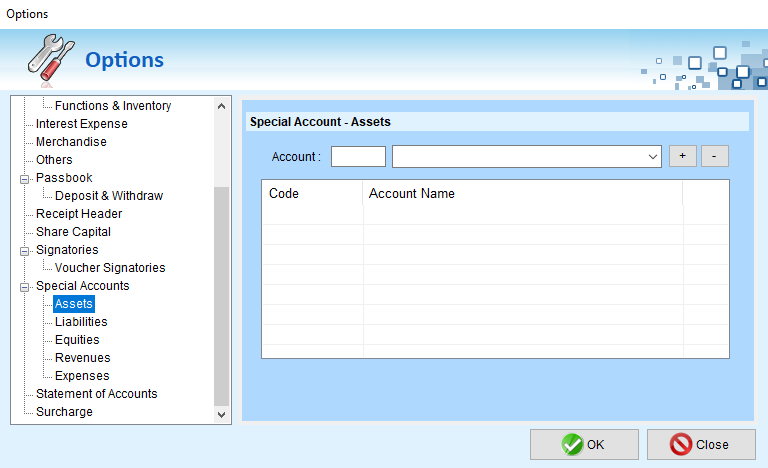 Options
Options
Functions & Inventory
Interest Expense
Merchandise
Others
Passbook
Deposit & Withdraw
Receipt Header
Share Capital
Signatories
Voucher Signatories
Special Accounts
Assets
Liabilities
Equities
Revenues
Expenses
Statement of Accounts
Surcharge
Special Account - Assets
Account :
+ -
Code Account Name
OK Close